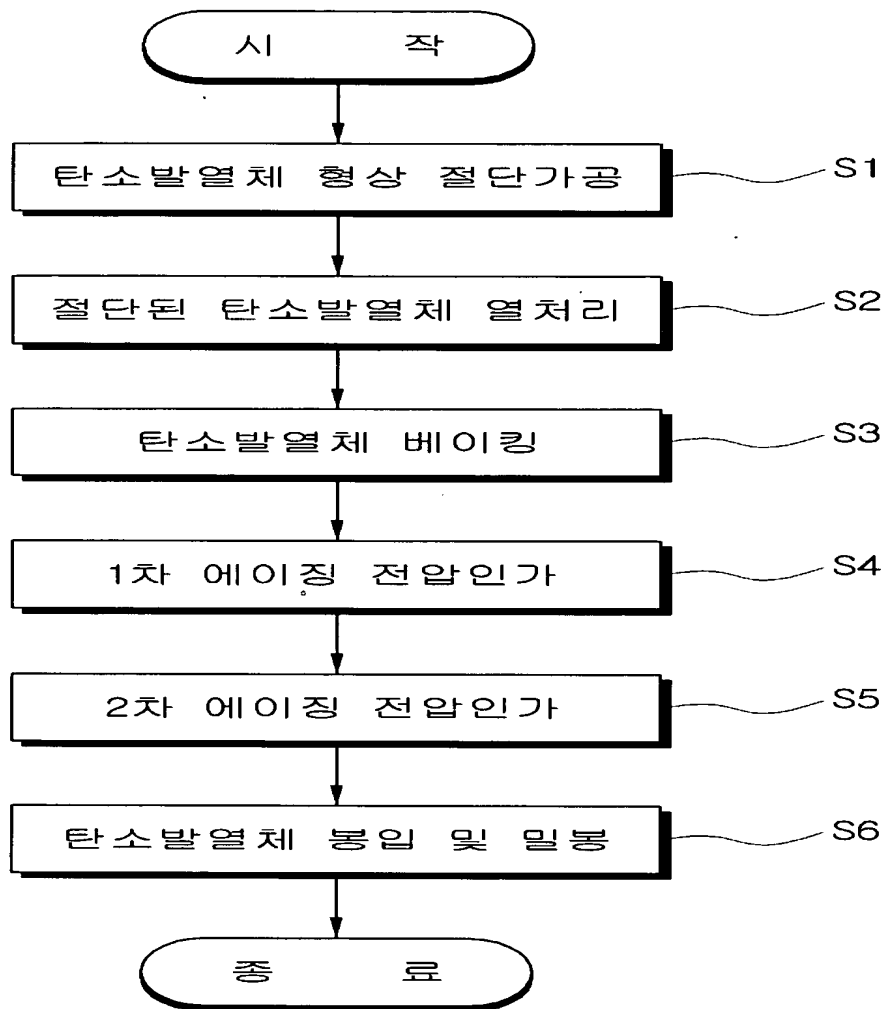 시 작
탄소발열체 형상 절단가공 S1
절단된 탄소발열체 열처리 S2
탄소발열체 베이킹 S3
1차 에이징 전압인가 S4
2차 에이징 전압인가 S5
탄소발열체 봉입 및 밀봉 S6
종 료